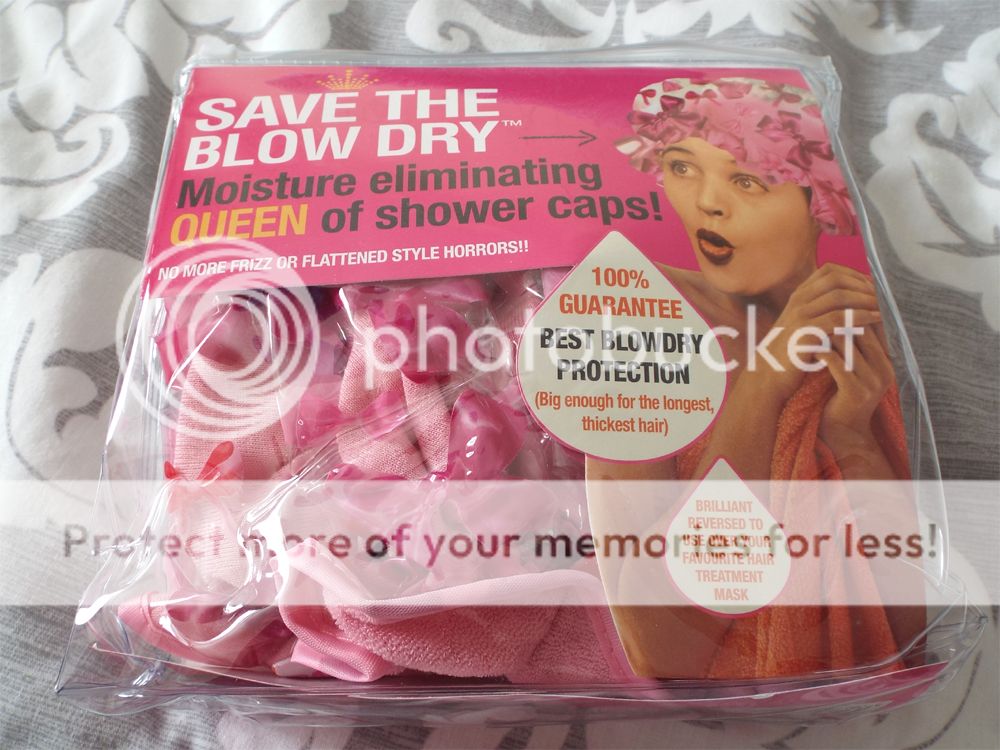 SAVE THE
BLOW DRY™
Moisture eliminating
QUEEN of shower caps!
NO MORE FRIZZ OR FLATTENED STYLE HORRORS!!
100%
GUARANTEE
BEST BLOWDRY
PROTECTION
(Big enough for the longest,
thickest hair)
photobucket
BRILLIANT
REVERSED TO
USE OVER YOUR
FAVOURITE HAIR
TREATMENT
MASK
Protect more of your memories for less!